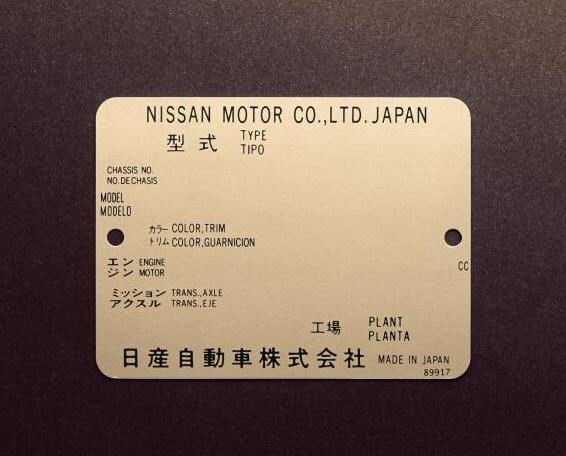 NISSAN MOTOR CO.,LTD. JAPAN
型式 TYPE
TIPO
CHASSIS NO.
NO.DE CHASIS
MODEL
MODELO
カラー COLOR,TRIM
トリム COLOR,GUARNICION
エン ENGINE
ジン MOTOR
CC
ミッション TRANS.,AXLE
アクスル TRANS.,EJE
工場 PLANT
PLANTA
日産自動車株式会社 MADE IN JAPAN
89917